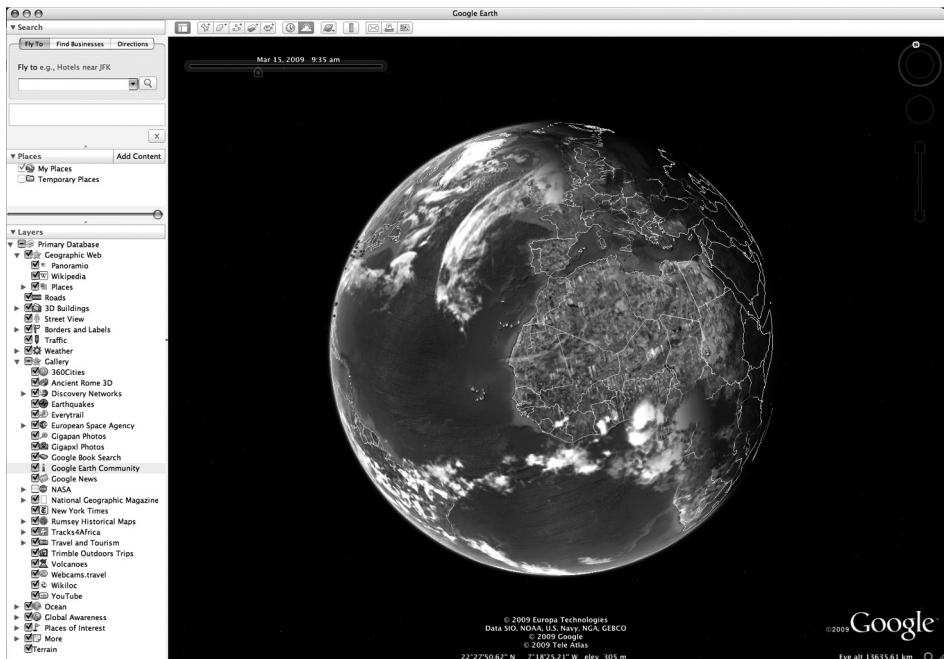 Google Earth
▼ Search
Fly To Find Businesses Directions
Fly to e.g., Hotels near JFK
x
▼ Places Add Content
My Places
Temporary Places
▼ Layers
Primary Database
Geographic Web
Panoramio
Wikipedia
Places
Roads
3D Buildings
Street View
Borders and Labels
Traffic
Weather
Gallery
360Cities
Ancient Rome 3D
Discovery Networks
Earthquakes
Everytrail
European Space Agency
Gigapan Photos
Gigapxl Photos
Google Book Search
Google Earth Community
Google News
NASA
National Geographic Magazine
New York Times
Rumsey Historical Maps
Tracks4Africa
Travel and Tourism
Trimble Outdoors Trips
Volcanoes
Webcams.travel
Wikiloc
YouTube
Ocean
Global Awareness
Places of Interest
More
Terrain
Mar 15, 2009 9:35 am
N
© 2009 Europa Technologies
Data SIO, NOAA, U.S. Navy, NGA, GEBCO
© 2009 Google
© 2009 Tele Atlas
©2009 Google
22°27'50.62" N 7°18'25.21" W elev 305 m
Eye alt 13635.61 km